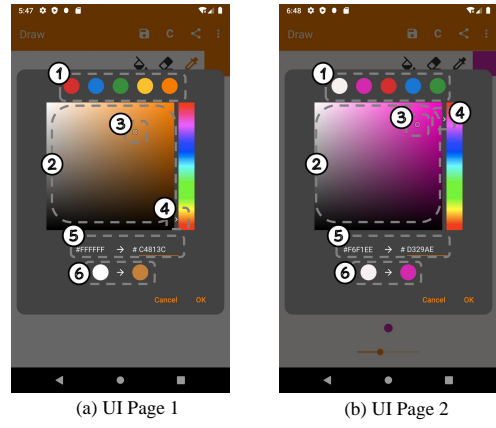 5:47
Draw
C
1
3
2
4
5
#FFFFFF → # C4813C
6
→
Cancel OK
(a) UI Page 1
6:48
Draw
C
1
4
3
2
5
#F6F1EE → # D329AE
6
→
Cancel OK
(b) UI Page 2